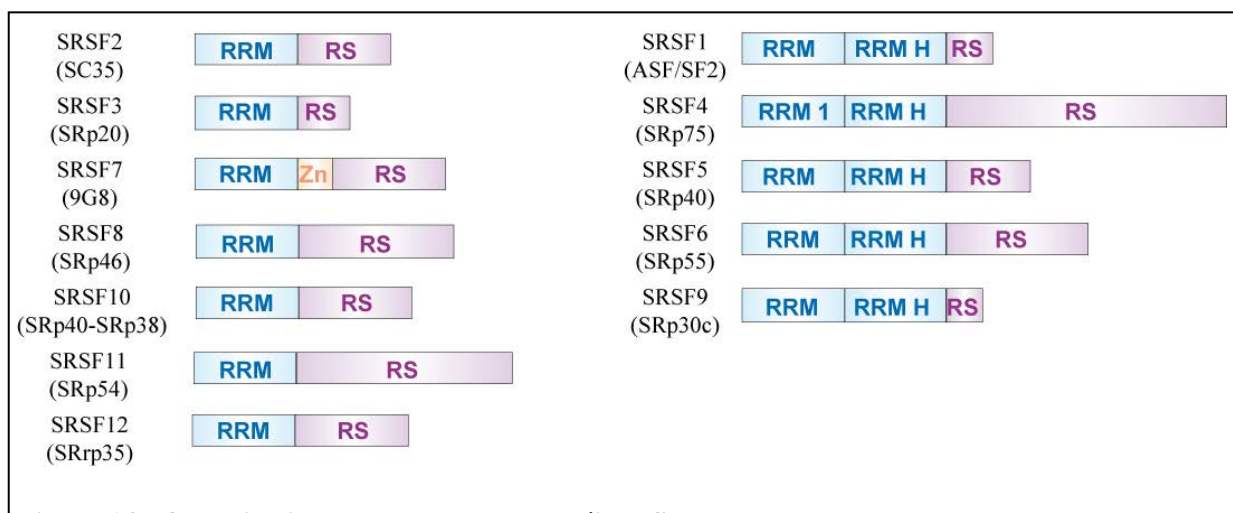 SRSF2
(SC35)
RRM RS
SRSF3
(SRp20)
RRM RS
SRSF7
(9G8)
RRM Zn RS
SRSF8
(SRp46)
RRM RS
SRSF10
(SRp40-SRp38)
RRM RS
SRSF11
(SRp54)
RRM RS
SRSF12
(SRrp35)
RRM RS
SRSF1
(ASF/SF2)
RRM RRM H RS
SRSF4
(SRp75)
RRM 1 RRM H RS
SRSF5
(SRp40)
RRM RRM H RS
SRSF6
(SRp55)
RRM RRM H RS
SRSF9
(SRp30c)
RRM RRM H RS